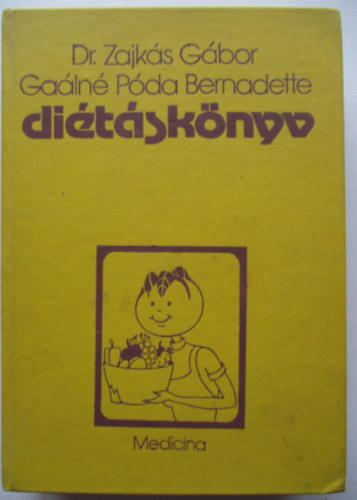 Dr. Zajkás Gábor
Gaálné Póda Bernadette
diétáskönyv
Medicina